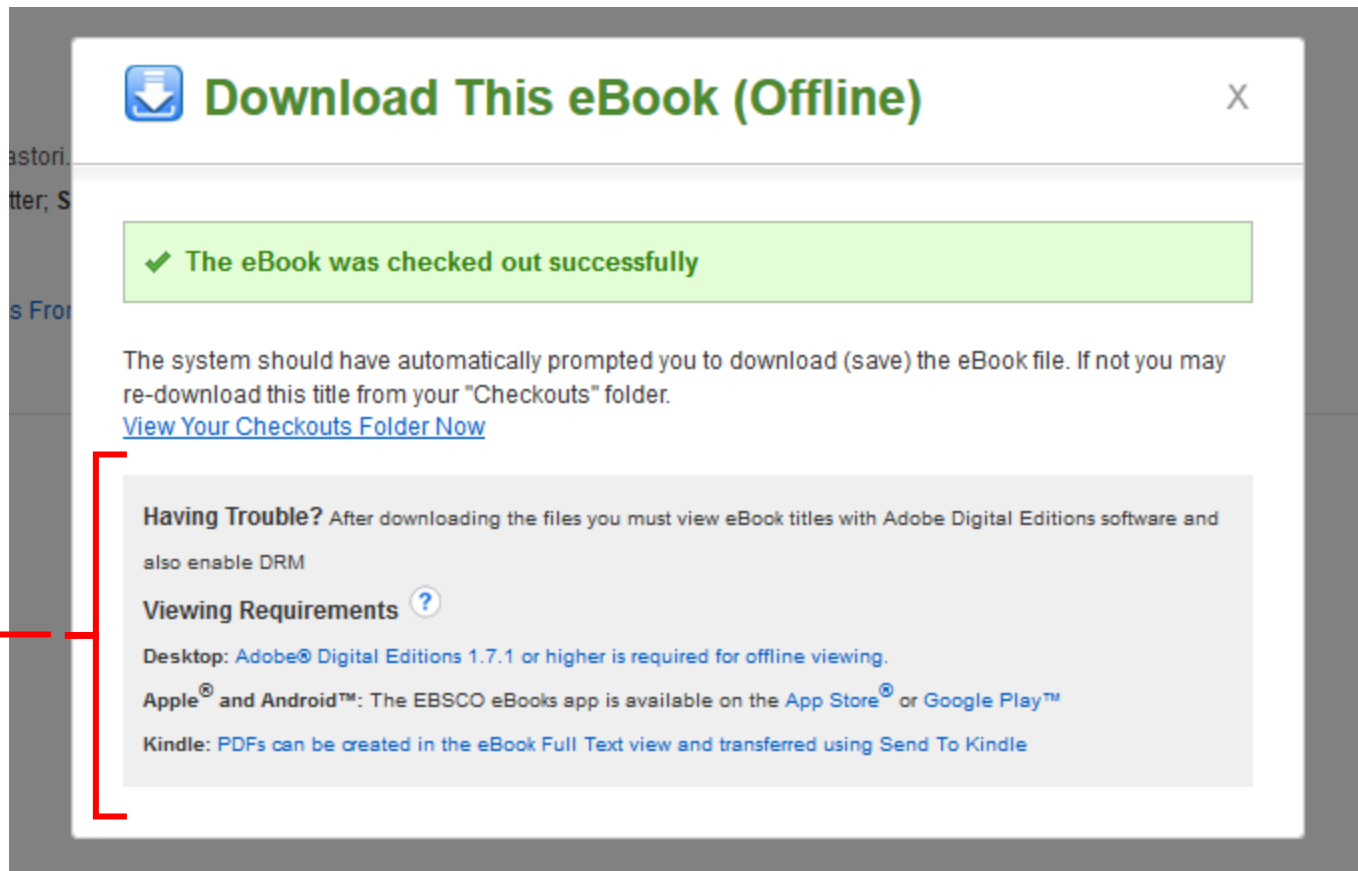 Download This eBook (Offline)
X
astori.
tter; S
✔ The eBook was checked out successfully
s Fror
The system should have automatically prompted you to download (save) the eBook file. If not you may
re-download this title from your "Checkouts" folder.
View Your Checkouts Folder Now
Having Trouble? After downloading the files you must view eBook titles with Adobe Digital Editions software and
also enable DRM
Viewing Requirements ?
Desktop: Adobe® Digital Editions 1.7.1 or higher is required for offline viewing.
Apple® and Android™: The EBSCO eBooks app is available on the App Store® or Google Play™
Kindle: PDFs can be created in the eBook Full Text view and transferred using Send To Kindle